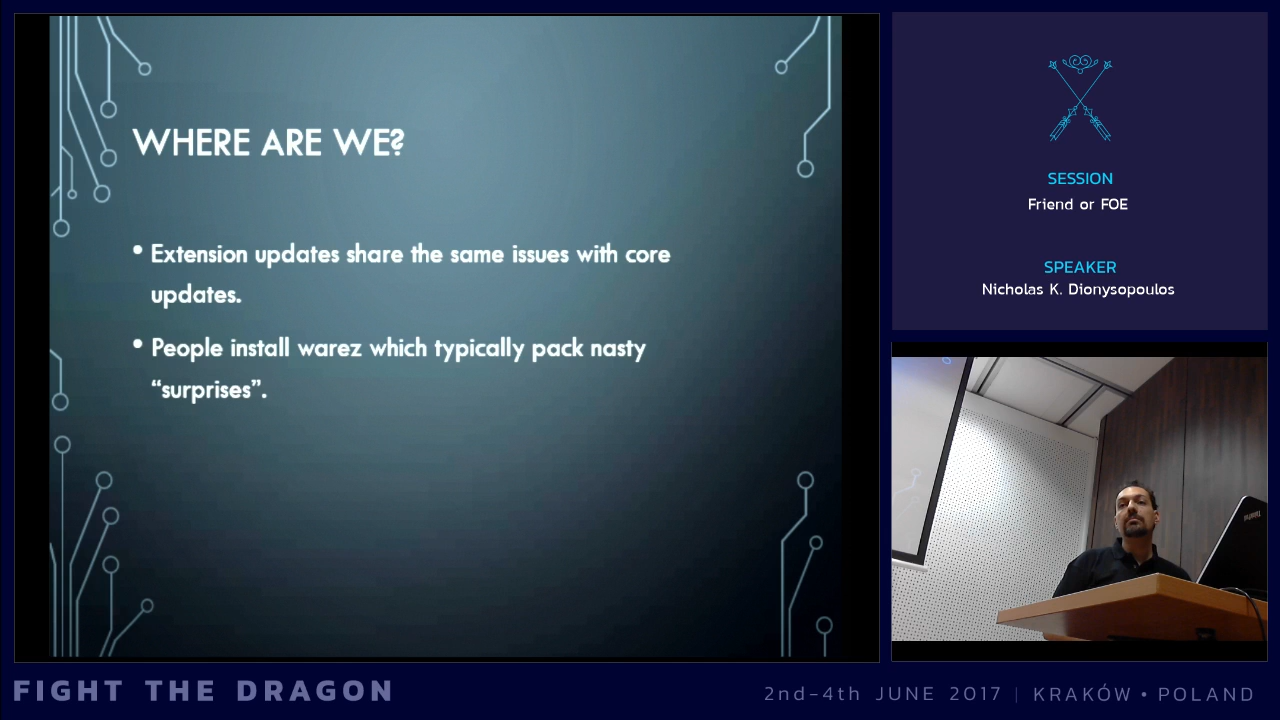 WHERE ARE WE?
• Extension updates share the same issues with core
updates.
• People install warez which typically pack nasty
“surprises”.
SESSION
Friend or FOE
SPEAKER
Nicholas K. Dionysopoulos
ThinkPad
FIGHT THE DRAGON
2nd-4th JUNE 2017 | KRAKÓW • POLAND